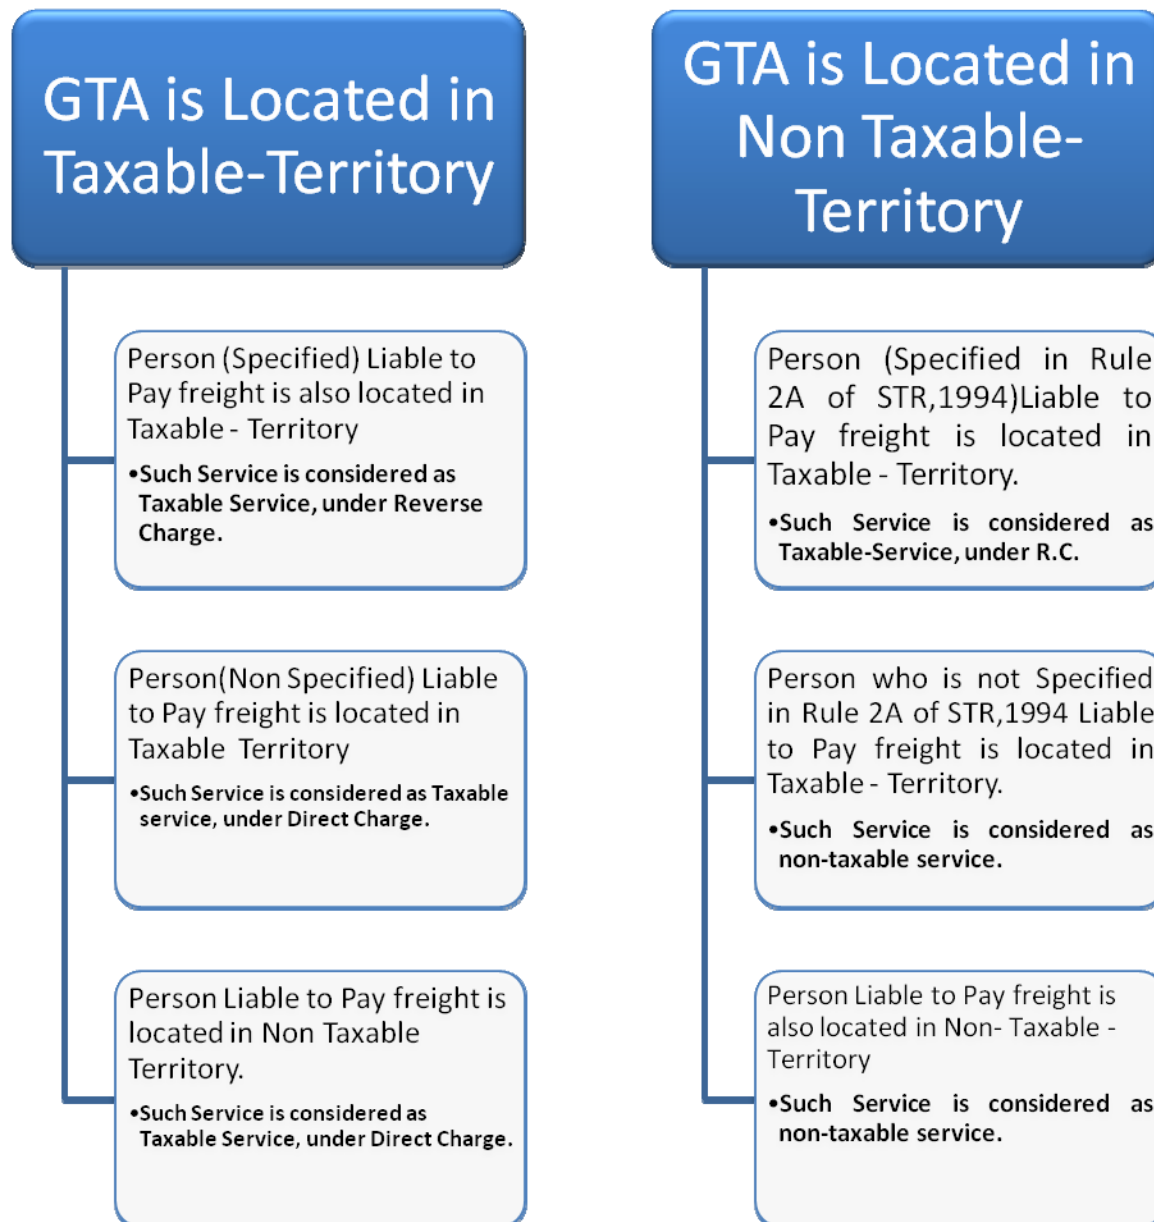 GTA is Located in
Taxable-Territory
Person (Specified) Liable to
Pay freight is also located in
Taxable - Territory
•Such Service is considered as
Taxable Service, under Reverse
Charge.
Person(Non Specified) Liable
to Pay freight is located in
Taxable Territory
•Such Service is considered as Taxable
service, under Direct Charge.
Person Liable to Pay freight is
located in Non Taxable
Territory.
•Such Service is considered as
Taxable Service, under Direct Charge.
GTA is Located in
Non Taxable-
Territory
Person (Specified in Rule
2A of STR,1994)Liable to
Pay freight is located in
Taxable - Territory.
•Such Service is considered as
Taxable-Service, under R.C.
Person who is not Specified
in Rule 2A of STR,1994 Liable
to Pay freight is located in
Taxable - Territory.
•Such Service is considered as
non-taxable service.
Person Liable to Pay freight is
also located in Non- Taxable -
Territory
•Such Service is considered as
non-taxable service.